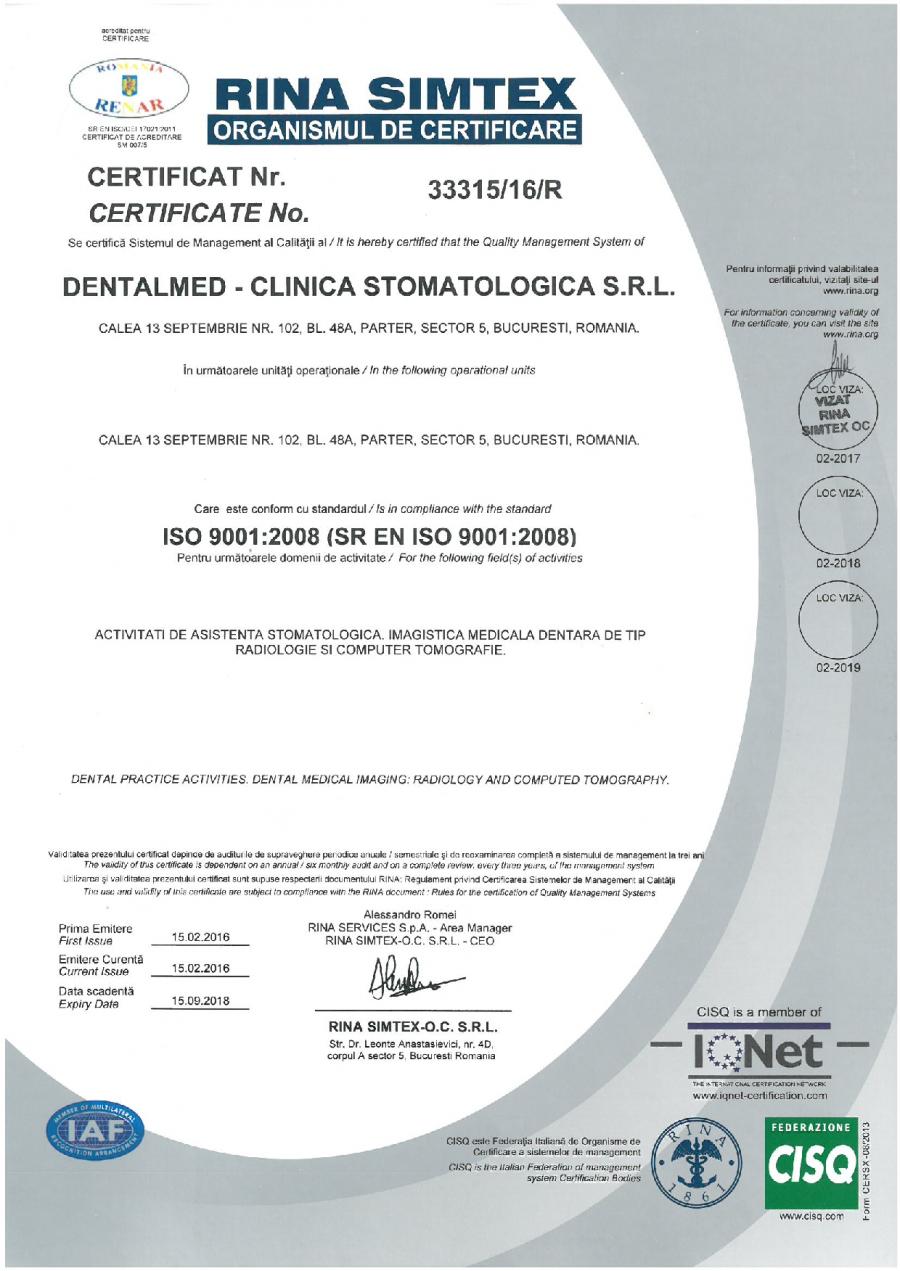 acreditat pentru
CERTIFICARE
ROMANIA
RENAR
SR EN ISO/CEI 17021:2011
CERTIFICAT DE ACREDITARE
SM 007/5
RINA SIMTEX
ORGANISMUL DE CERTIFICARE
CERTIFICAT Nr.
CERTIFICATE No.
33315/16/R
Se certifică Sistemul de Management al Calităţii al / It is hereby certified that the Quality Management System of
DENTALMED - CLINICA STOMATOLOGICA S.R.L.
CALEA 13 SEPTEMBRIE NR. 102, BL. 48A, PARTER, SECTOR 5, BUCURESTI, ROMANIA.
În următoarele unităţi operaţionale / In the following operational units
CALEA 13 SEPTEMBRIE NR. 102, BL. 48A, PARTER, SECTOR 5, BUCURESTI, ROMANIA.
Care este conform cu standardul / Is in compliance with the standard
ISO 9001:2008 (SR EN ISO 9001:2008)
Pentru următoarele domenii de activitate / For the following field(s) of activities
ACTIVITATI DE ASISTENTA STOMATOLOGICA. IMAGISTICA MEDICALA DENTARA DE TIP
RADIOLOGIE SI COMPUTER TOMOGRAFIE.
DENTAL PRACTICE ACTIVITIES. DENTAL MEDICAL IMAGING: RADIOLOGY AND COMPUTED TOMOGRAPHY.
Pentru informaţii privind valabilitatea
certificatului, vizitaţi site-ul
www.rina.org
For information concerning validity of
the certificate, you can visit the site
www.rina.org
LOC VIZA:
VIZAT
RINA
SIMTEX OC
02-2017
LOC VIZA:
02-2018
LOC VIZA:
02-2019
Validitatea prezentului certificat depinde de auditurile de supraveghere periodice anuale / semestriale şi de reexaminarea completă a sistemului de management la trei ani
The validity of this certificate is dependent on an annual / six monthly audit and on a complete review, every three years, of the management system
Utilizarea şi validitatea prezentului certificat sunt supuse respectării documentului RINA: Regulament privind Certificarea Sistemelor de Management al Calităţii
The use and validity of this certificate are subject to compliance with the RINA document : Rules for the certification of Quality Management Systems
Prima Emitere
First Issue
15.02.2016
Emitere Curentă
Current Issue
15.02.2016
Data scadentă
Expiry Date
15.09.2018
Alessandro Romei
RINA SERVICES S.p.A. - Area Manager
RINA SIMTEX-O.C. S.R.L. - CEO
RINA SIMTEX-O.C. S.R.L.
Str. Dr. Leonte Anastasievici, nr. 4D,
corpul A sector 5, Bucuresti Romania
CISQ is a member of
IQNet
THE INTERNATIONAL CERTIFICATION NETWORK
www.iqnet-certification.com
MEMBER OF MULTILATERAL
IAF
RECOGNITION ARRANGEMENT
CISQ este Federaţia Italiană de Organisme de
Certificare a sistemelor de management
CISQ is the Italian Federation of management
system Certification Bodies
RINA
1861
FEDERAZIONE
CISQ
www.cisq.com
Form CERSX -08/2013